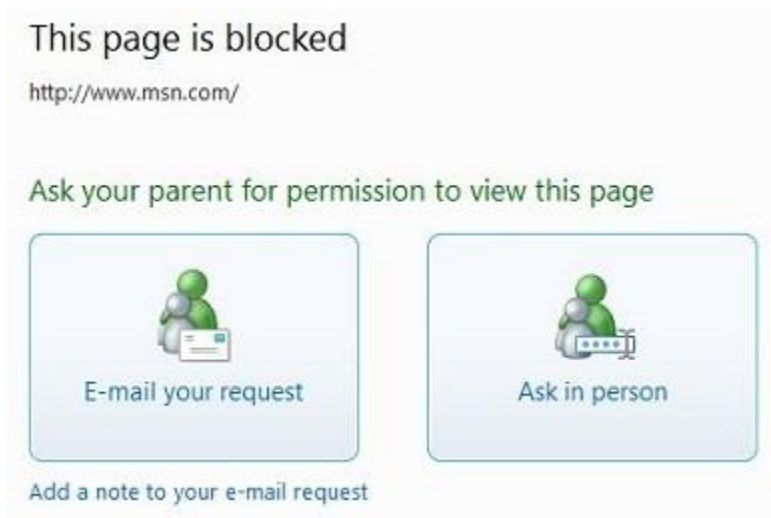 This page is blocked
http://www.msn.com/
Ask your parent for permission to view this page
E-mail your request
Ask in person
Add a note to your e-mail request